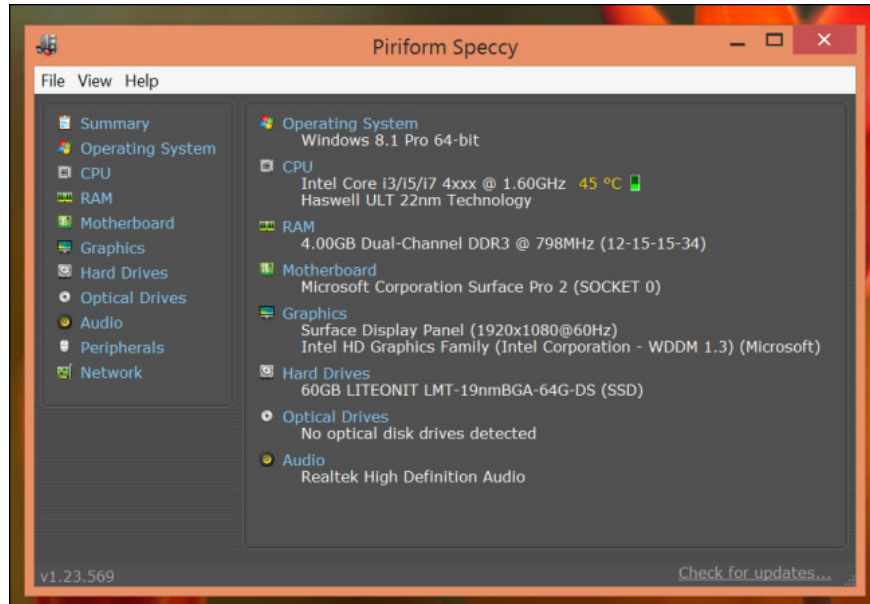 Piriform Speccy
File View Help
Summary
Operating System
CPU
RAM
Motherboard
Graphics
Hard Drives
Optical Drives
Audio
Peripherals
Network
Operating System
Windows 8.1 Pro 64-bit
CPU
Intel Core i3/i5/i7 4xxx @ 1.60GHz 45 °C
Haswell ULT 22nm Technology
RAM
4.00GB Dual-Channel DDR3 @ 798MHz (12-15-15-34)
Motherboard
Microsoft Corporation Surface Pro 2 (SOCKET 0)
Graphics
Surface Display Panel (1920x1080@60Hz)
Intel HD Graphics Family (Intel Corporation - WDDM 1.3) (Microsoft)
Hard Drives
60GB LITEONIT LMT-19nmBGA-64G-DS (SSD)
Optical Drives
No optical disk drives detected
Audio
Realtek High Definition Audio
v1.23.569
Check for updates...